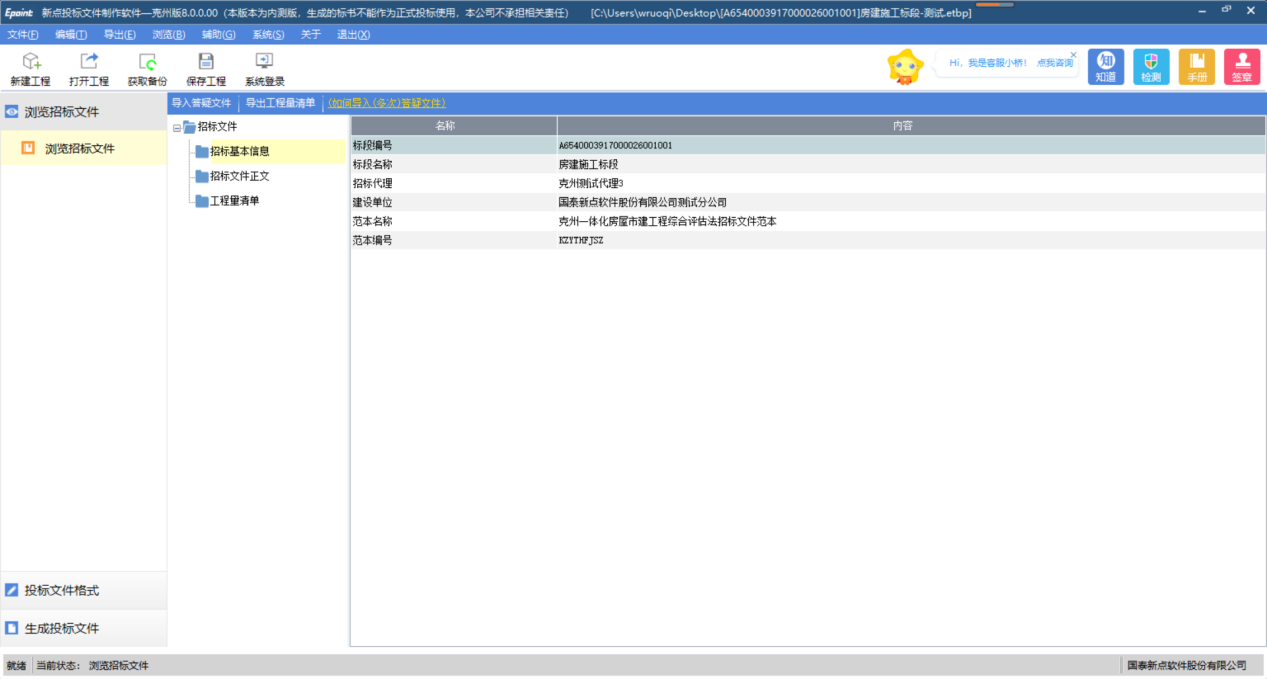 Epoint 新点投标文件制作软件—克州版8.0.0.00（本版本为内测版，生成的标书不能作为正式投标使用，本公司不承担相关责任） [C:\Users\wruoqi\Desktop\[A6540003917000026001001]房建施工标段-测试.etbp]
文件(F) 编辑(T) 导出(E) 浏览(B) 辅助(G) 系统(S) 关于 退出(X)
新建工程 打开工程 获取备份 保存工程 系统登录
Hi，我是客服小桥！ 点我咨询
知 知道 检测 手册 签章
浏览招标文件
浏览招标文件
导入答疑文件 导出工程量清单 (如何导入(多次)答疑文件)
招标文件
招标基本信息
招标文件正文
工程量清单
名称 内容
标段编号 A6540003917000026001001
标段名称 房建施工标段
招标代理 克州测试代理3
建设单位 国泰新点软件股份有限公司测试分公司
范本名称 克州一体化房屋市建工程综合评估法招标文件范本
范本编号 KZYTHFJSZ
投标文件格式
生成投标文件
就绪 当前状态： 浏览招标文件 国泰新点软件股份有限公司